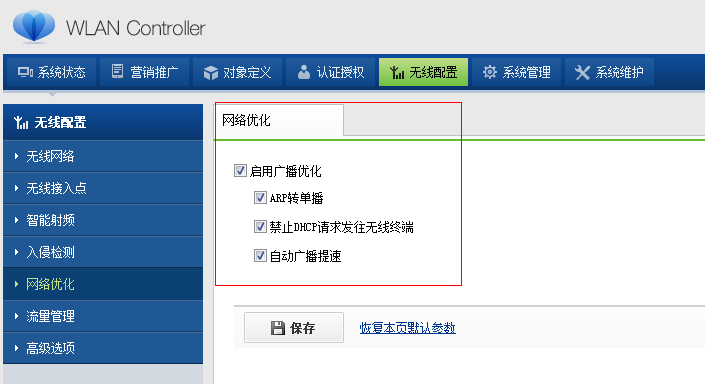 WLAN Controller
系统状态 营销推广 对象定义 认证授权 无线配置 系统管理 系统维护
无线配置
无线网络
无线接入点
智能射频
入侵检测
网络优化
流量管理
高级选项
网络优化
启用广播优化
ARP转单播
禁止DHCP请求发往无线终端
自动广播提速
保存 恢复本页默认参数